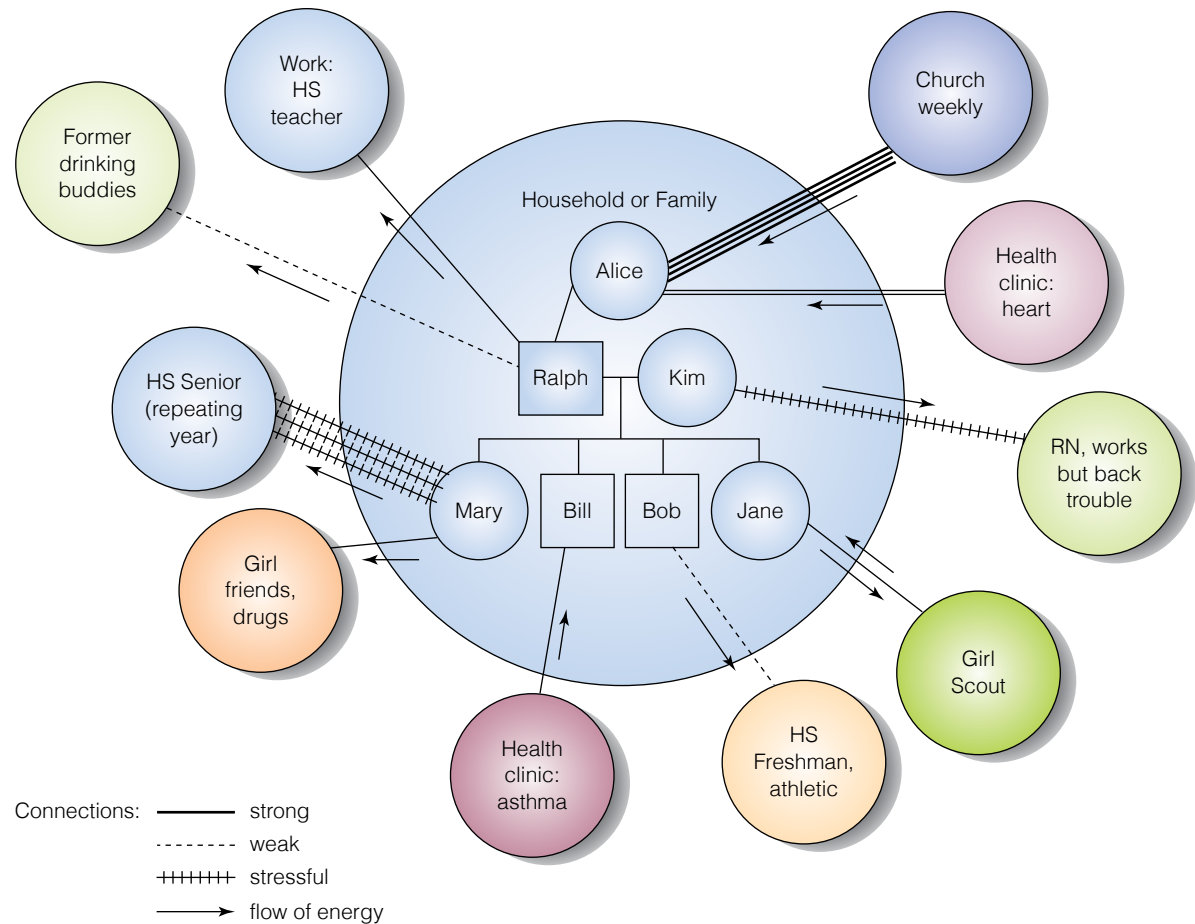 Work:
HS
teacher
Church
weekly
Former
drinking
buddies
Household or Family
Alice
Health
clinic:
heart
HS Senior
(repeating
year)
Ralph
Kim
RN, works
but back
trouble
Mary
Bill
Bob
Jane
Girl
friends,
drugs
Girl
Scout
Health
clinic:
asthma
HS
Freshman,
athletic
Connections:
strong
weak
stressful
flow of energy